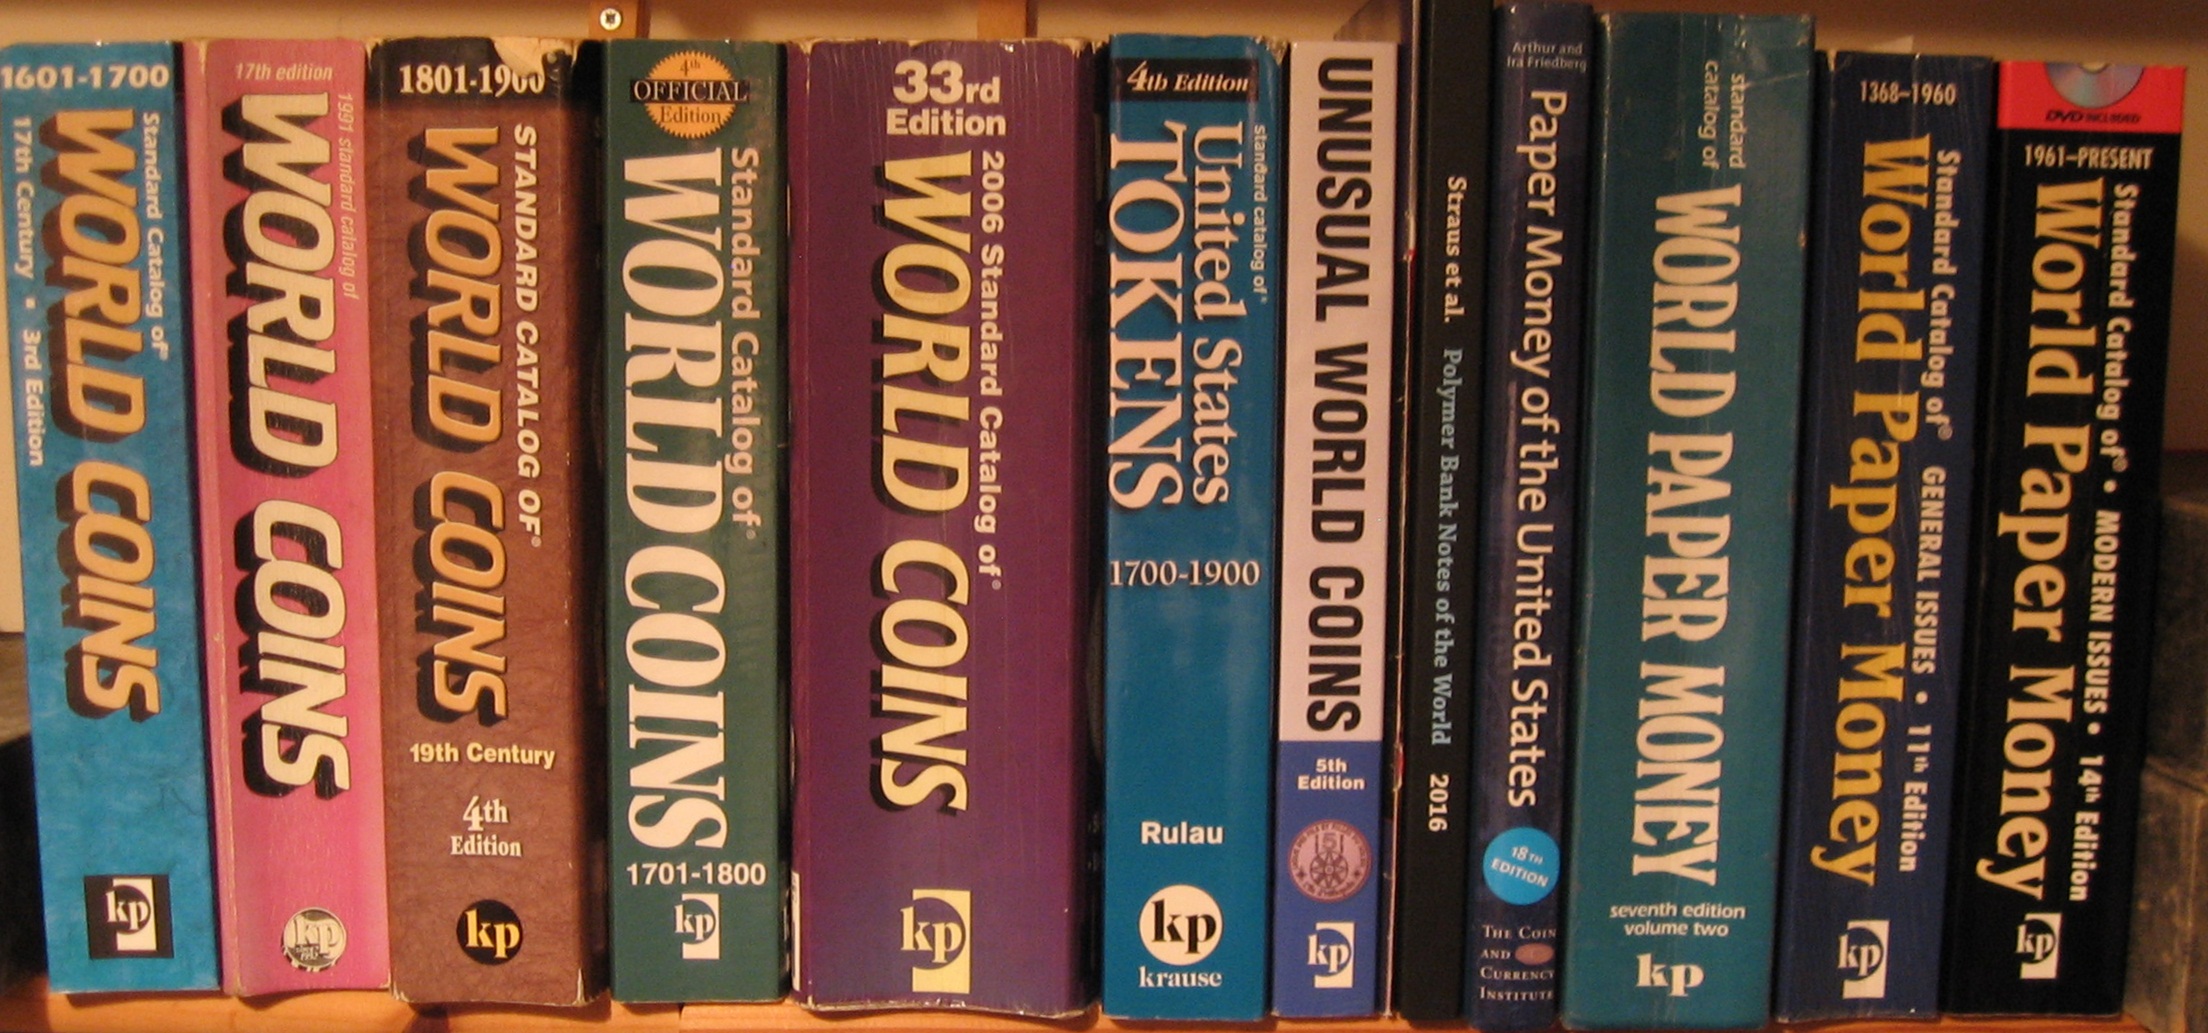 1601-1700
Standard Catalog of®
WORLD COINS
17th Century • 3rd Edition
kp
17th edition
1991 standard catalog of
WORLD COINS
kp
1801-1900
STANDARD CATALOG OF®
WORLD COINS
19th Century
4th
Edition
kp
4th
OFFICIAL
Edition
Standard Catalog of®
WORLD COINS
1701-1800
kp
33rd
Edition
2006 Standard Catalog of®
WORLD COINS
kp
4th Edition
standard catalog of®
United States
TOKENS
1700-1900
Rulau
kp
krause
UNUSUAL WORLD COINS
5th
Edition
kp
Straus et al. Polymer Bank Notes of the World 2016
Arthur and
Ira Friedberg
Paper Money of the United States
18TH
EDITION
THE COIN
AND
CURRENCY
INSTITUTE
standard
catalog of
WORLD PAPER MONEY
seventh edition
volume two
kp
1368-1960
Standard Catalog of® GENERAL ISSUES • 11th Edition
World Paper Money
kp
DVD INCLUDED
1961-PRESENT
Standard Catalog of® • MODERN ISSUES • 14th Edition
World Paper Money
kp